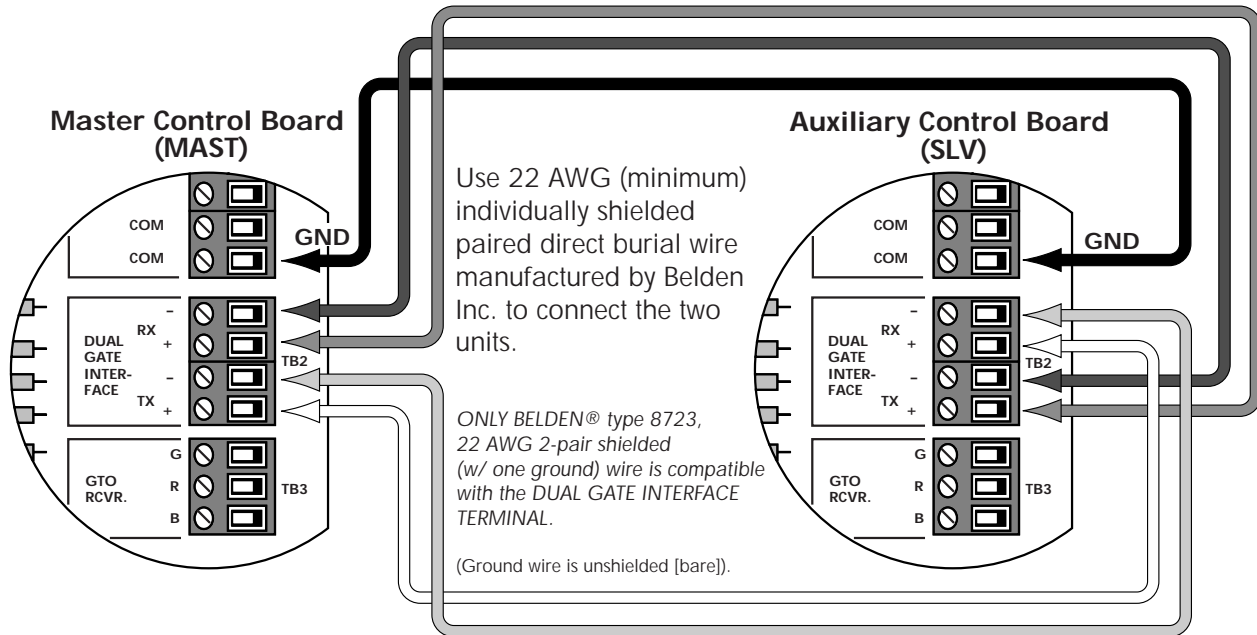 Master Control Board
(MAST)
COM
COM
GND
DUAL
GATE
INTER-
FACE
RX
–
+
TX
–
+
TB2
GTO
RCVR.
G
R
B
TB3
Use 22 AWG (minimum)
individually shielded
paired direct burial wire
manufactured by Belden
Inc. to connect the two
units.
ONLY BELDEN® type 8723,
22 AWG 2-pair shielded
(w/ one ground) wire is compatible
with the DUAL GATE INTERFACE
TERMINAL.
(Ground wire is unshielded [bare]).
Auxiliary Control Board
(SLV)
COM
COM
GND
DUAL
GATE
INTER-
FACE
RX
–
+
TX
–
+
TB2
GTO
RCVR.
G
R
B
TB3